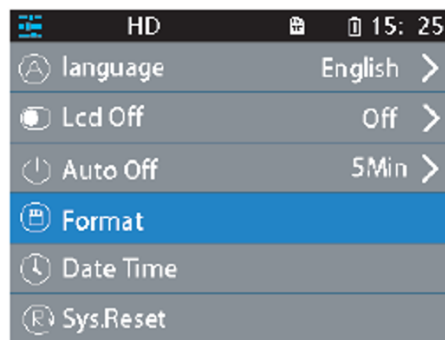 HD 15: 25
language English
Lcd Off Off
Auto Off 5Min
Format
Date Time
Sys.Reset